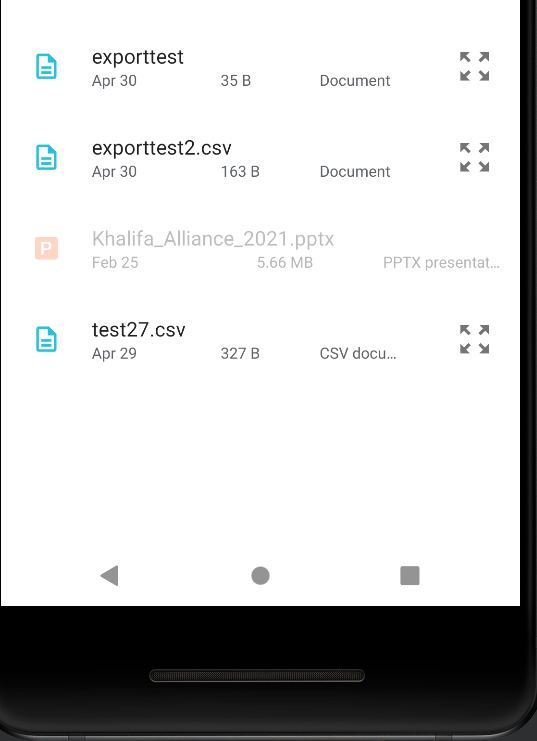 exporttest
Apr 30 35 B Document
exporttest2.csv
Apr 30 163 B Document
P
Khalifa_Alliance_2021.pptx
Feb 25 5.66 MB PPTX presentat...
test27.csv
Apr 29 327 B CSV docu...